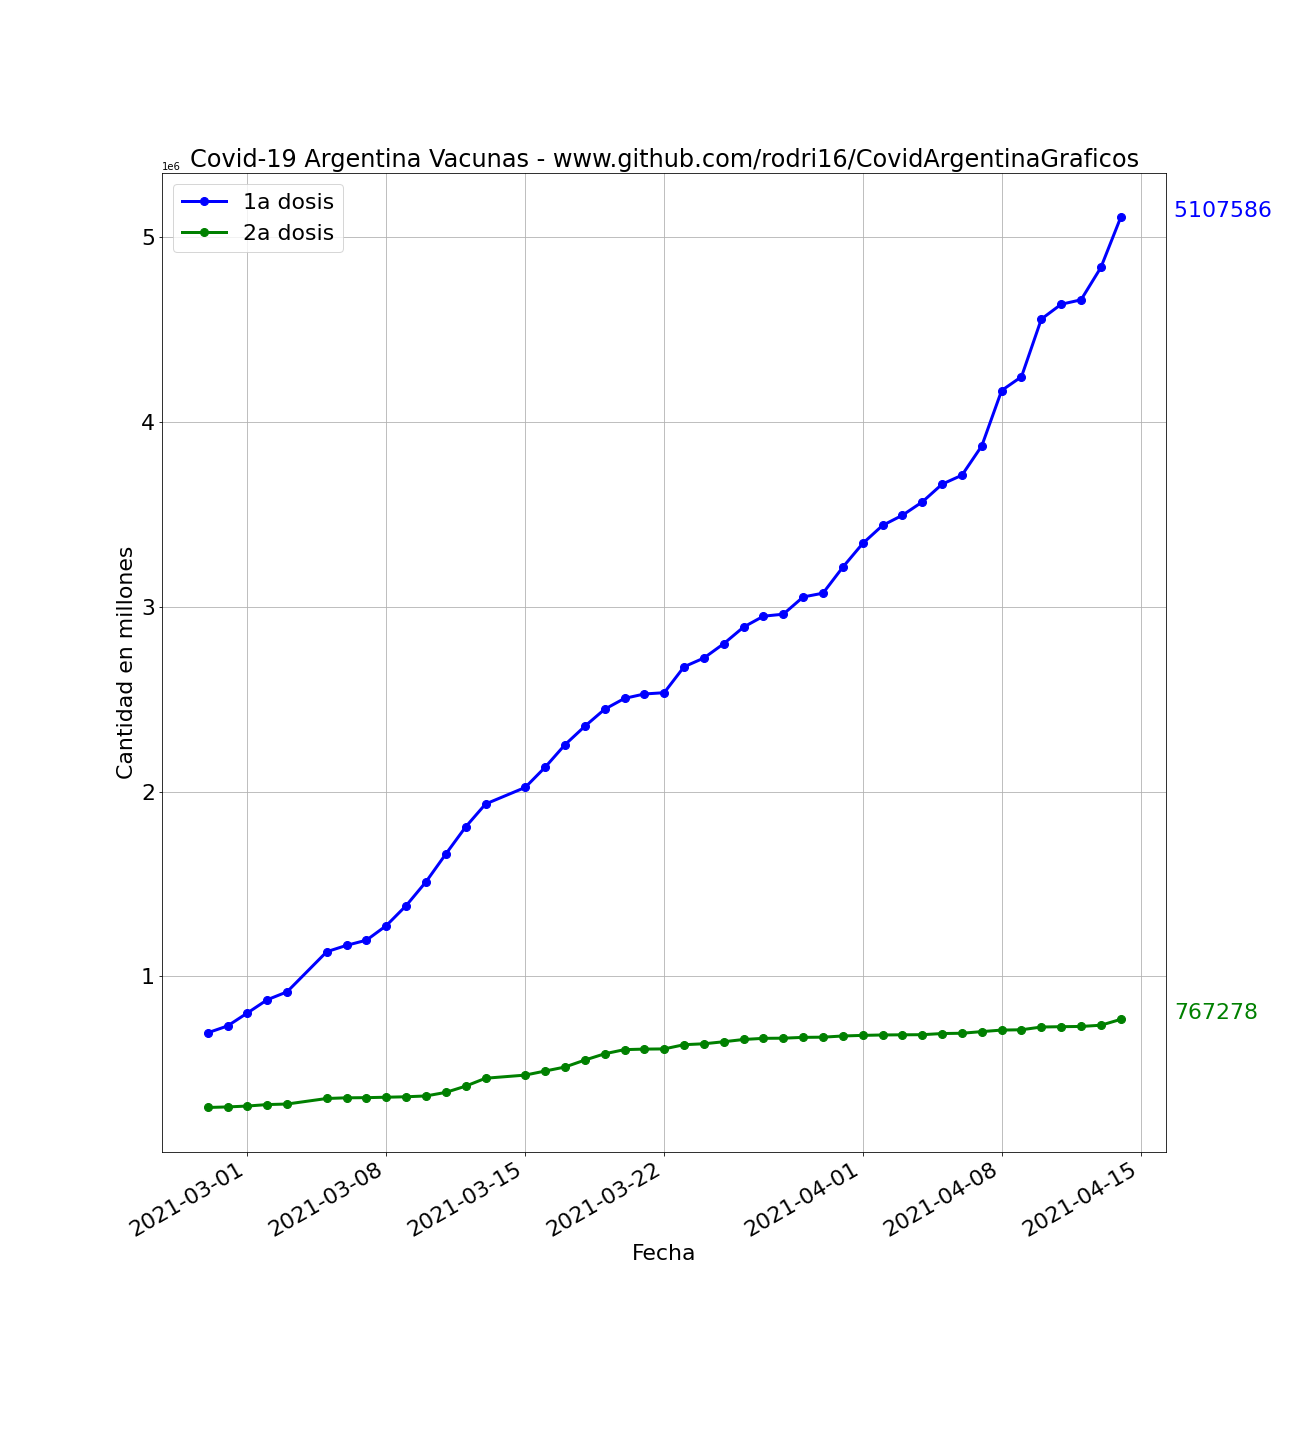 Covid-19 Argentina Vacunas - www.github.com/rodri16/CovidArgentinaGraficos
1e6
1a dosis
2a dosis
5107586
767278
5
4
3
2
1
Cantidad en millones
2021-03-01
2021-03-08
2021-03-15
2021-03-22
2021-04-01
2021-04-08
2021-04-15
Fecha